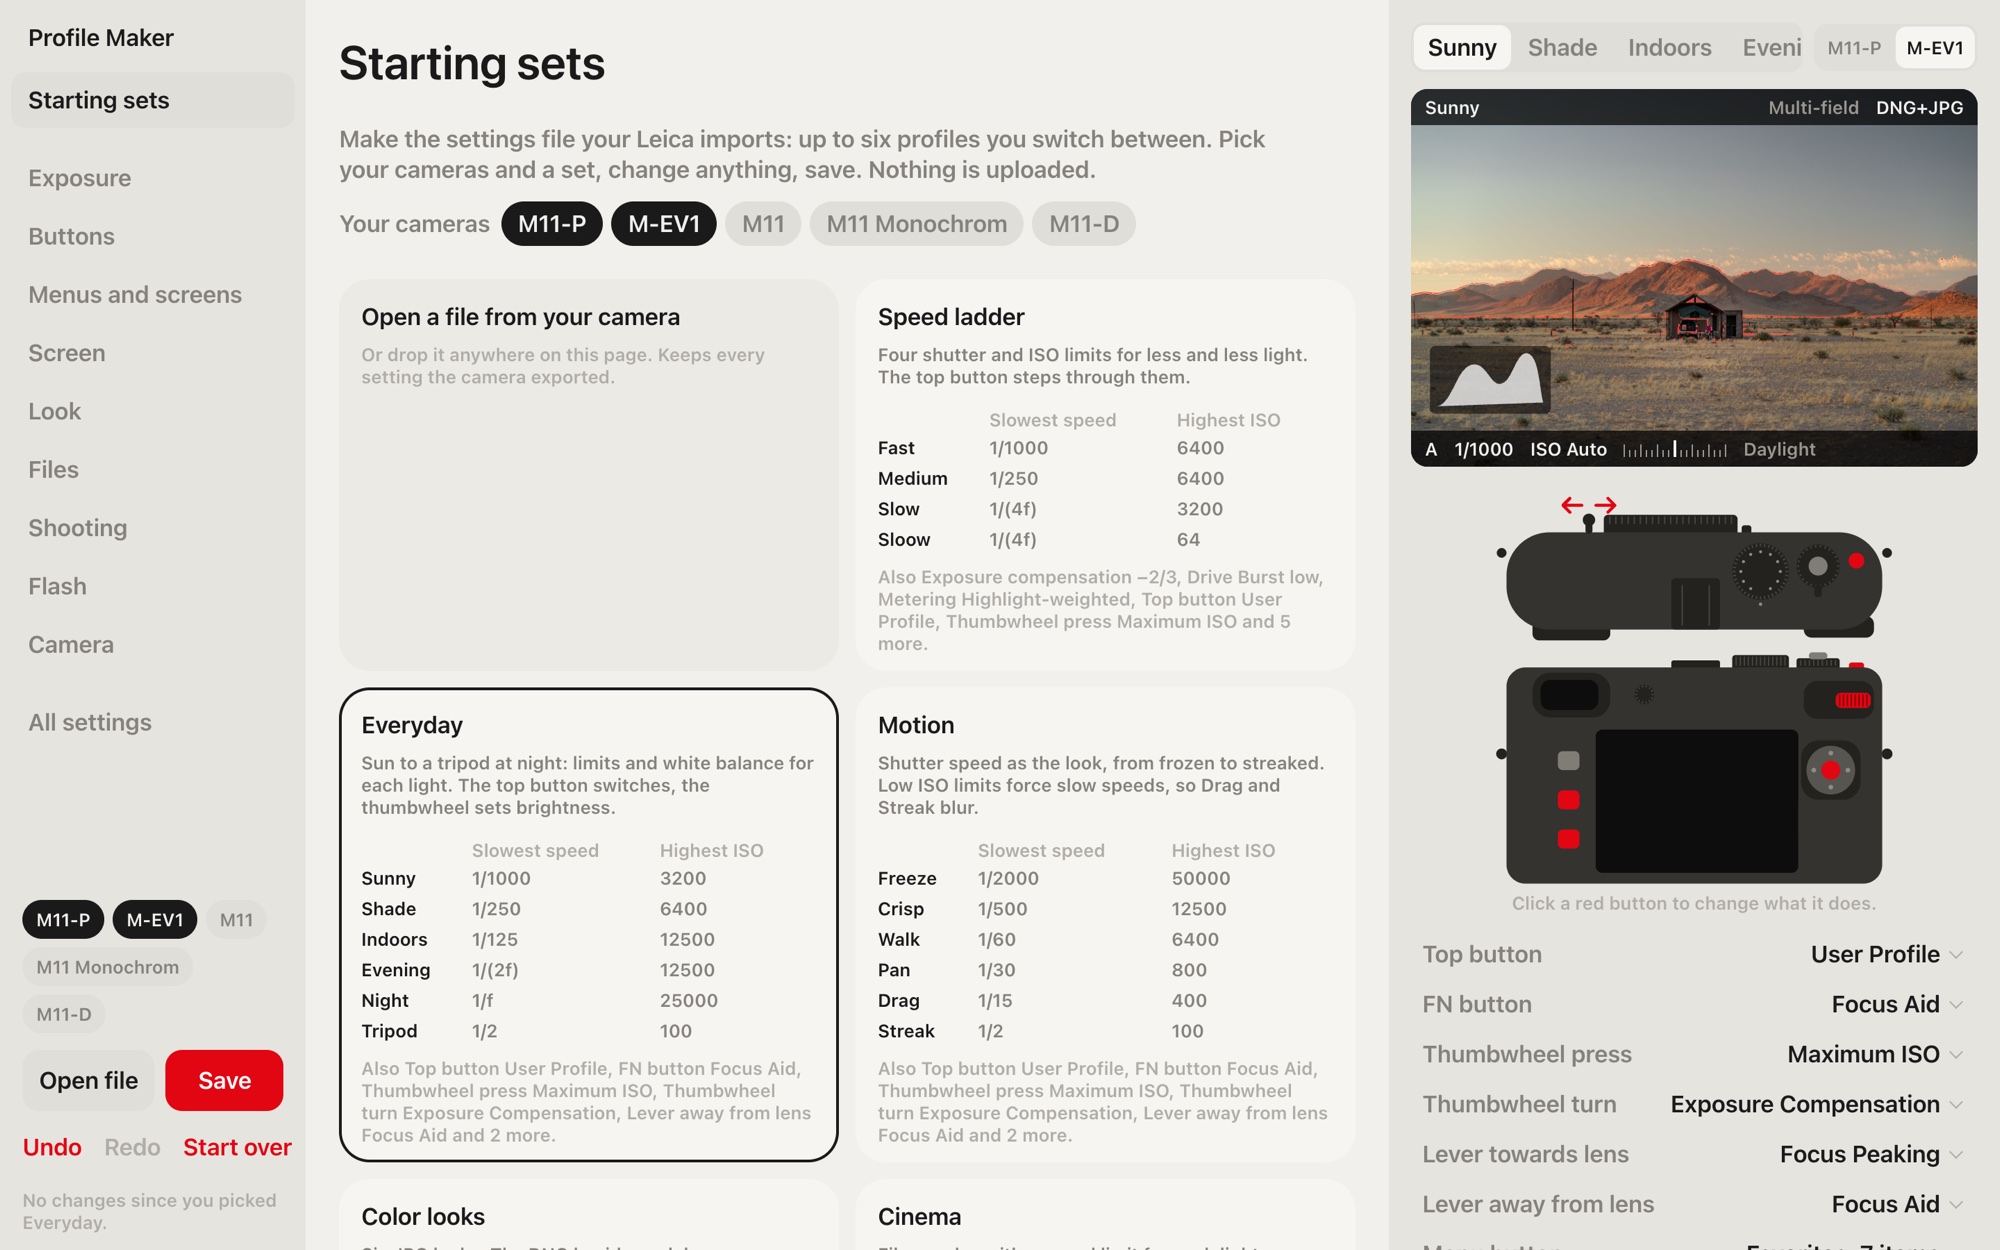 Profile Maker
Starting sets
Exposure
Buttons
Menus and screens
Screen
Look
Files
Shooting
Flash
Camera
All settings
M11-P M-EV1 M11
M11 Monochrom
M11-D
Open file Save
Undo Redo Start over
No changes since you picked
Everyday.
Starting sets
Make the settings file your Leica imports: up to six profiles you switch between. Pick
your cameras and a set, change anything, save. Nothing is uploaded.
Your cameras M11-P M-EV1 M11 M11 Monochrom M11-D
Open a file from your camera
Or drop it anywhere on this page. Keeps every
setting the camera exported.
Speed ladder
Four shutter and ISO limits for less and less light.
The top button steps through them.
Slowest speed Highest ISO
Fast 1/1000 6400
Medium 1/250 6400
Slow 1/(4f) 3200
Sloow 1/(4f) 64
Also Exposure compensation −2/3, Drive Burst low,
Metering Highlight-weighted, Top button User
Profile, Thumbwheel press Maximum ISO and 5
more.
Everyday
Sun to a tripod at night: limits and white balance for
each light. The top button switches, the
thumbwheel sets brightness.
Slowest speed Highest ISO
Sunny 1/1000 3200
Shade 1/250 6400
Indoors 1/125 12500
Evening 1/(2f) 12500
Night 1/f 25000
Tripod 1/2 100
Also Top button User Profile, FN button Focus Aid,
Thumbwheel press Maximum ISO, Thumbwheel
turn Exposure Compensation, Lever away from lens
Focus Aid and 2 more.
Motion
Shutter speed as the look, from frozen to streaked.
Low ISO limits force slow speeds, so Drag and
Streak blur.
Slowest speed Highest ISO
Freeze 1/2000 50000
Crisp 1/500 12500
Walk 1/60 6400
Pan 1/30 800
Drag 1/15 400
Streak 1/2 100
Also Top button User Profile, FN button Focus Aid,
Thumbwheel press Maximum ISO, Thumbwheel
turn Exposure Compensation, Lever away from lens
Focus Aid and 2 more.
Color looks
Cinema
Sunny Shade Indoors Eveni M11-P M-EV1
Sunny Multi-field DNG+JPG
A 1/1000 ISO Auto Daylight
Click a red button to change what it does.
Top button User Profile
FN button Focus Aid
Thumbwheel press Maximum ISO
Thumbwheel turn Exposure Compensation
Lever towards lens Focus Peaking
Lever away from lens Focus Aid